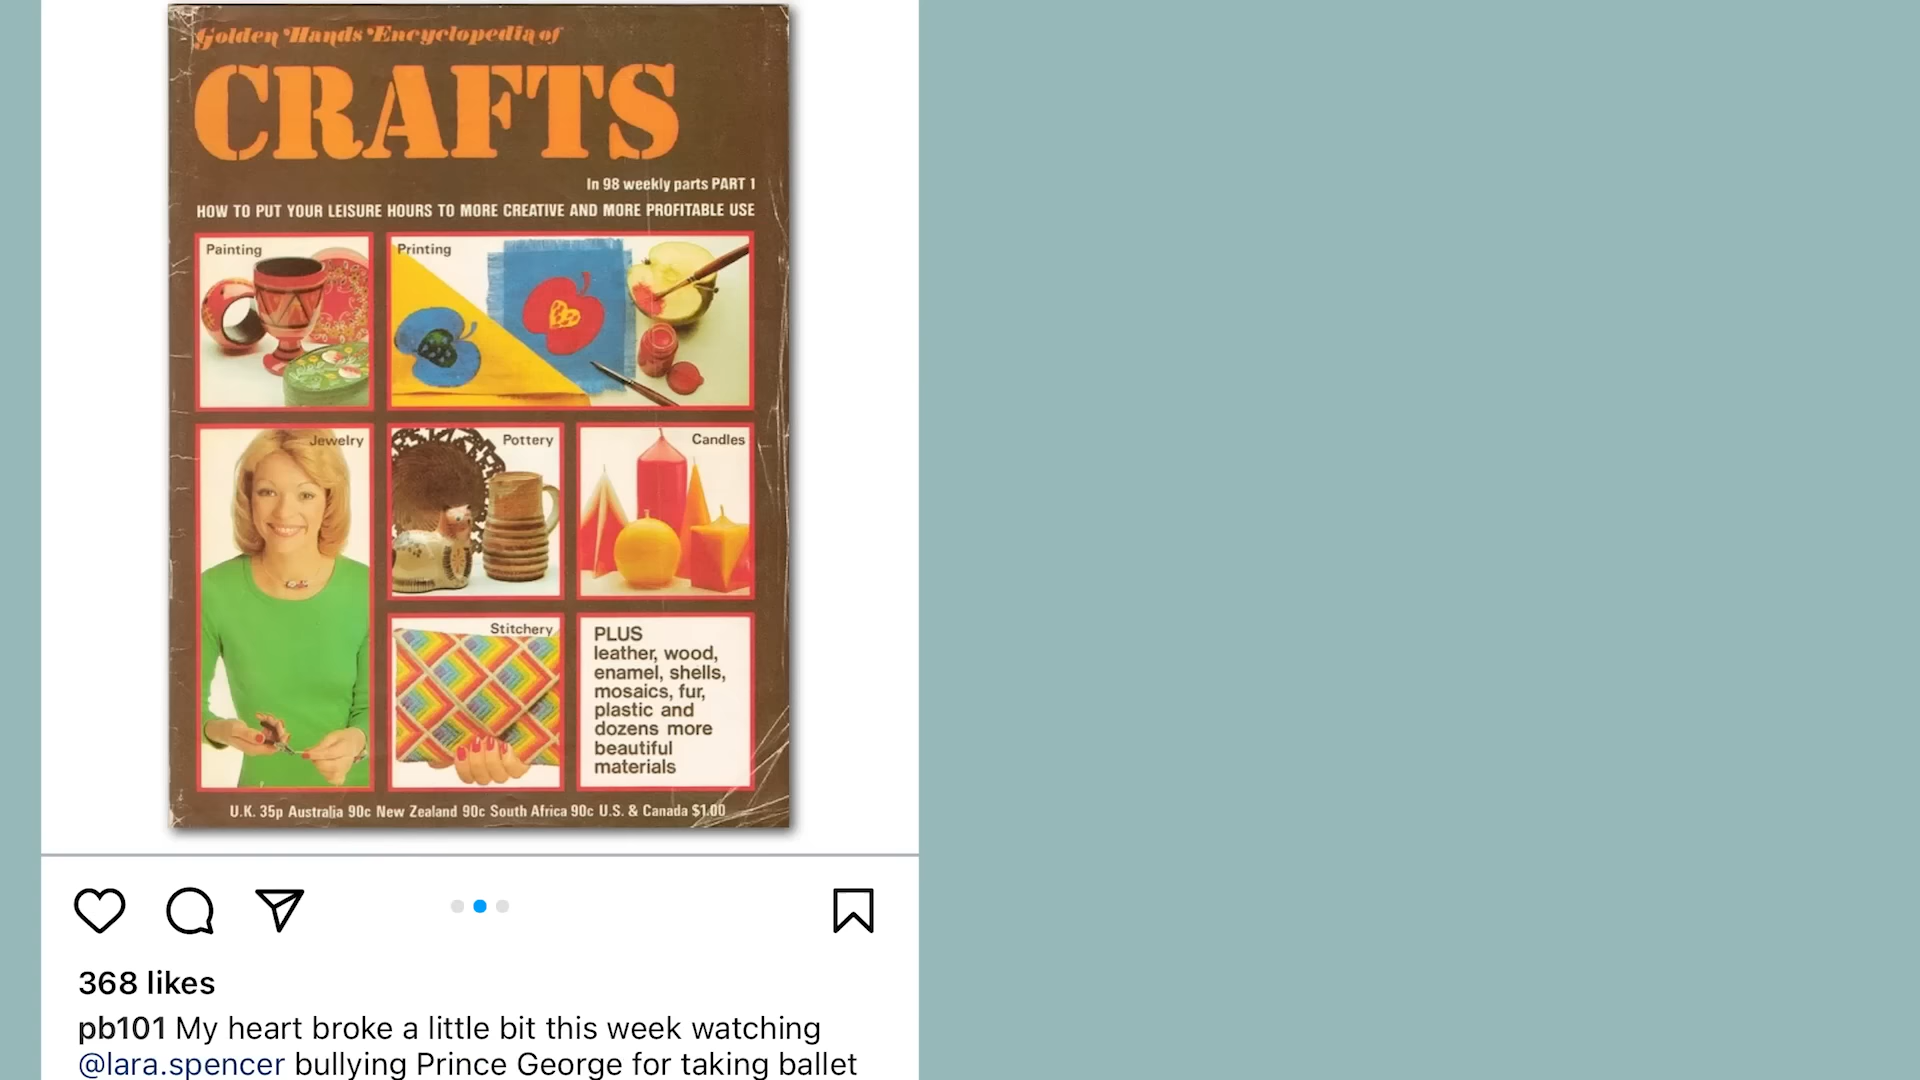 Golden Hands Encyclopedia of
CRAFTS
In 98 weekly parts PART 1
HOW TO PUT YOUR LEISURE HOURS TO MORE CREATIVE AND MORE PROFITABLE USE
Painting
Printing
Jewelry
Pottery
Candles
Stitchery
PLUS
leather, wood,
enamel, shells,
mosaics, fur,
plastic and
dozens more
beautiful
materials
U.K. 35p Australia 90c New Zealand 90c South Africa 90c U.S. & Canada $1.00
368 likes
pb101 My heart broke a little bit this week watching
@lara.spencer bullying Prince George for taking ballet